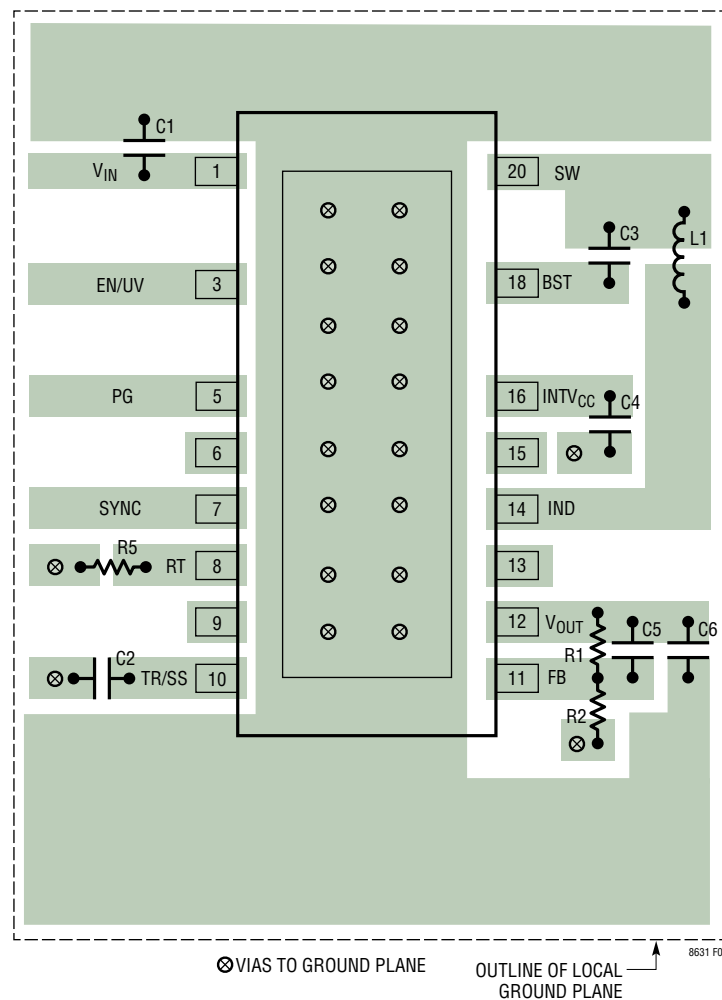 C1
VIN 1 20 SW
C3 L1
EN/UV 3 18 BST
PG 5 16 INTVCC C4
6 15
SYNC 7 14 IND
R5 RT 8 13
9 12 VOUT C5 C6
R1
C2 TR/SS 10 11 FB
R2
VIAS TO GROUND PLANE
OUTLINE OF LOCAL
GROUND PLANE
8631 F0